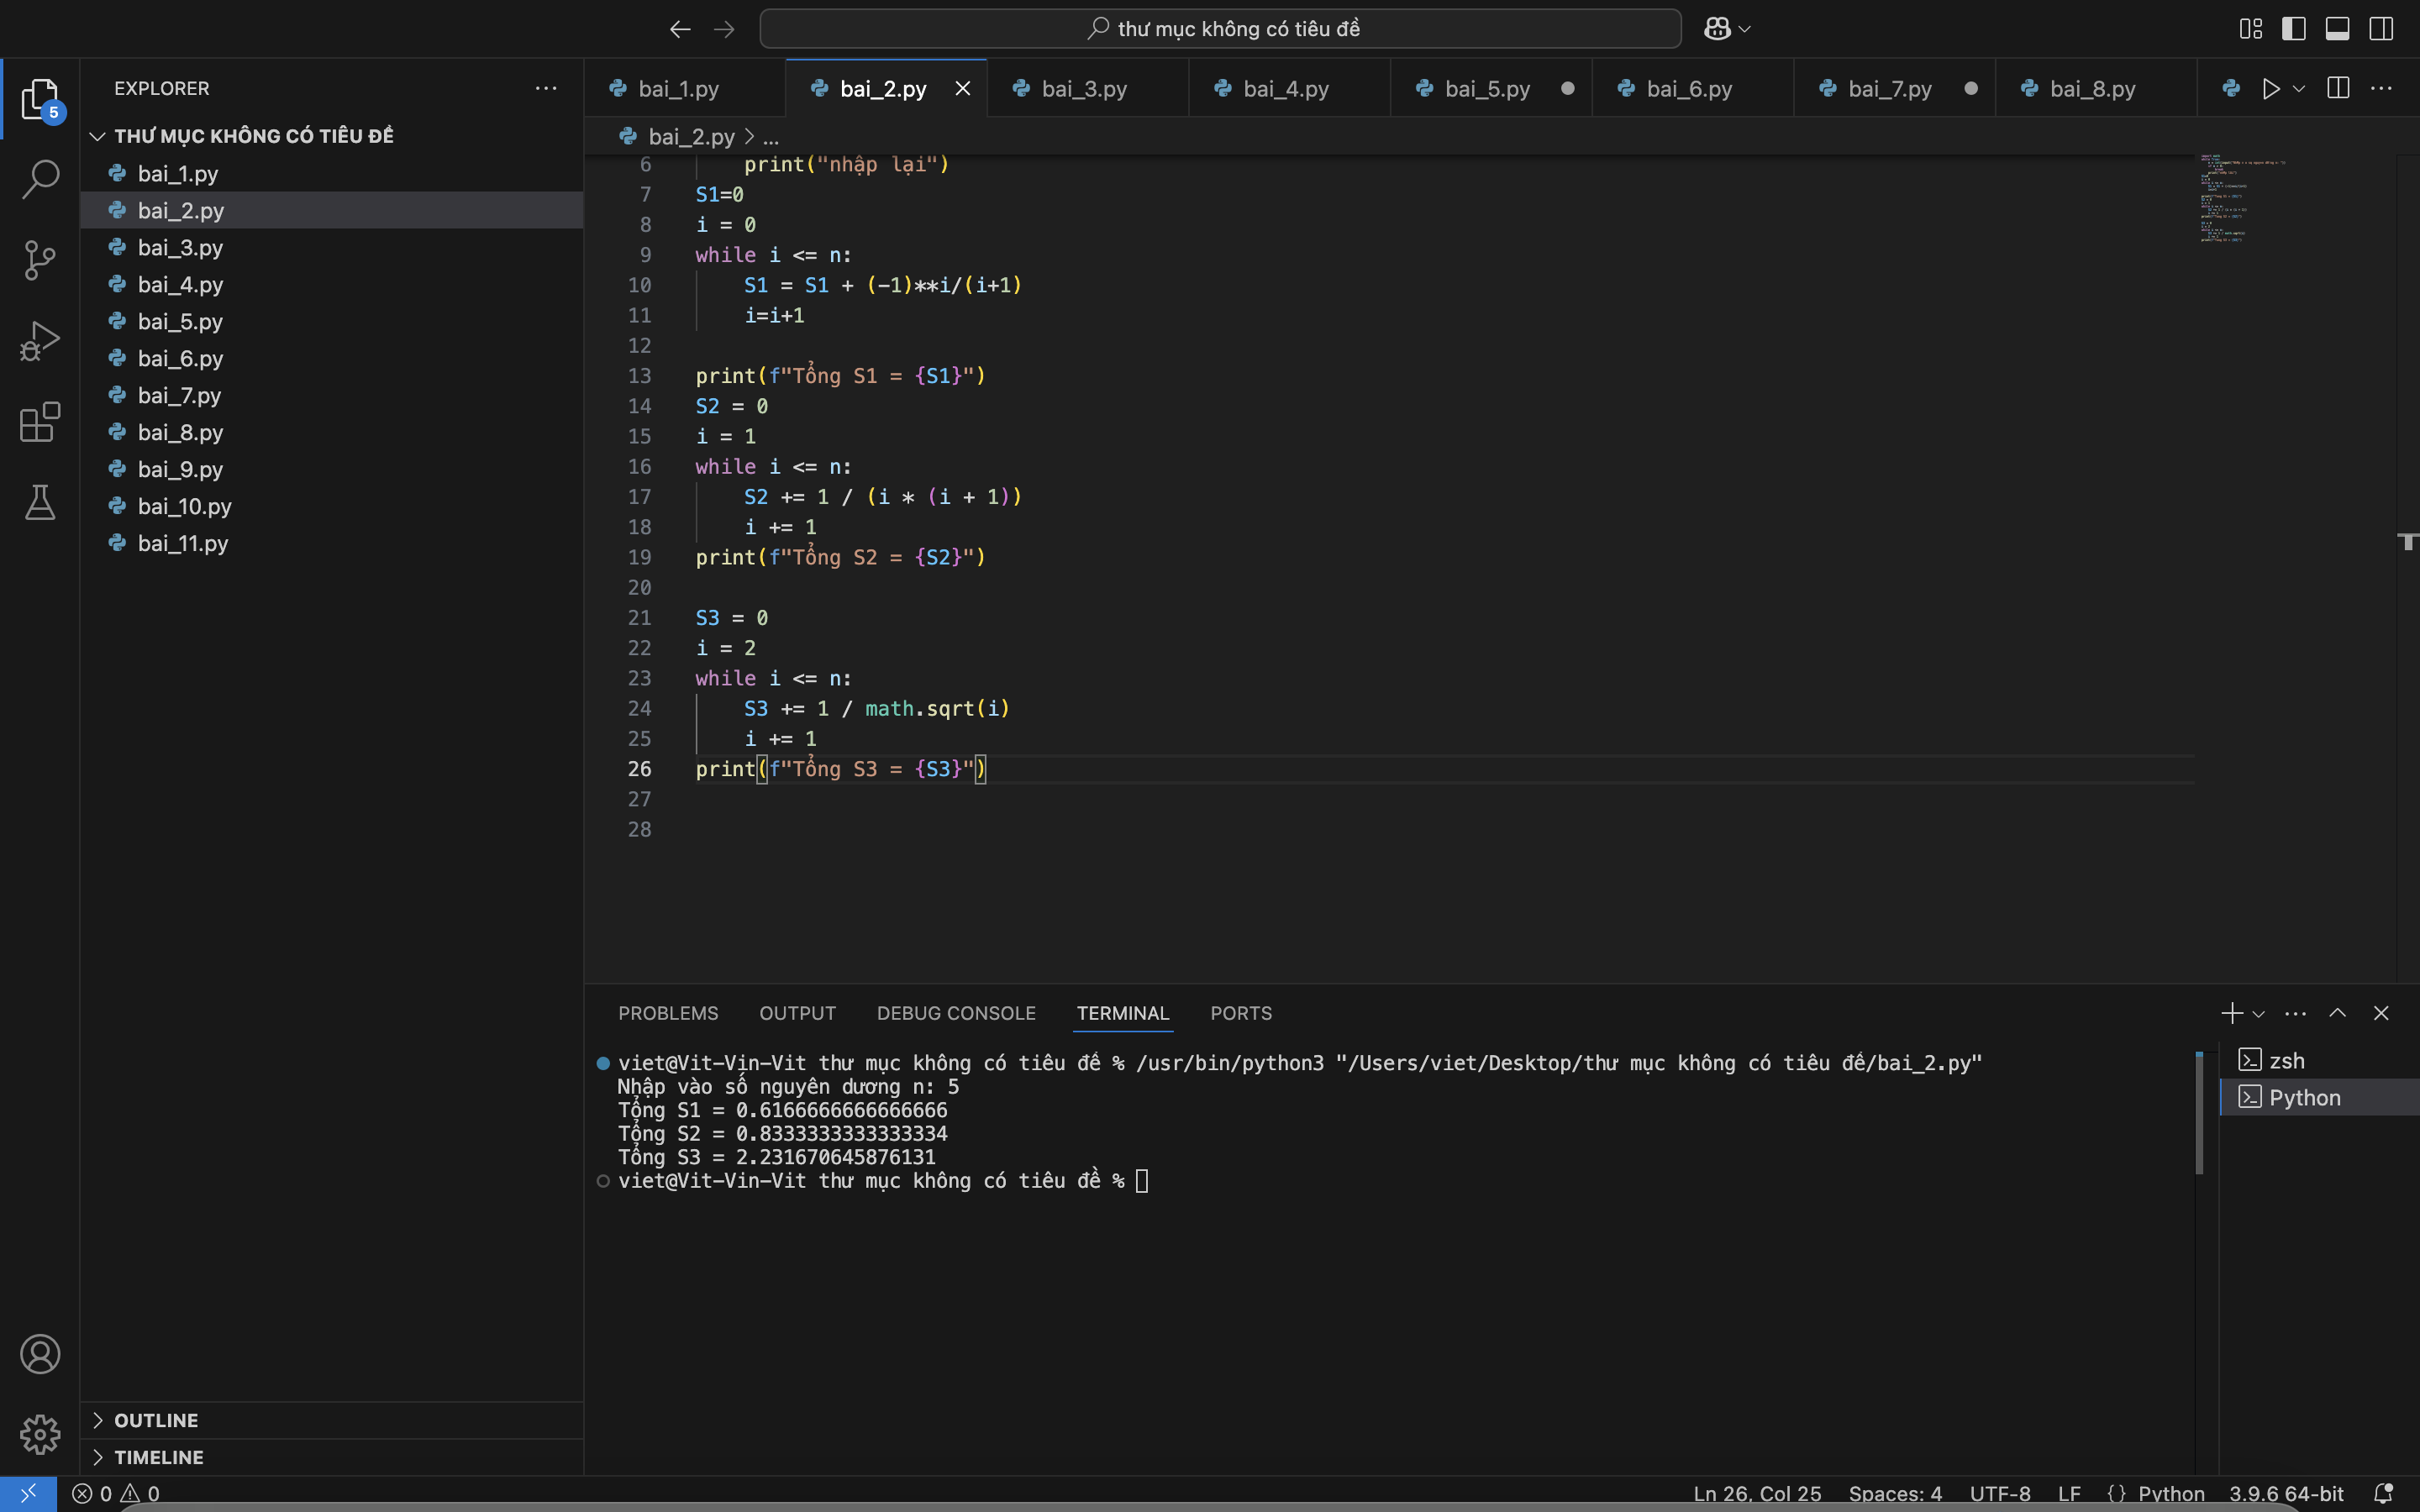 thư mục không có tiêu đề
EXPLORER
5
THƯ MỤC KHÔNG CÓ TIÊU ĐỀ
bai_1.py
bai_2.py
bai_3.py
bai_4.py
bai_5.py
bai_6.py
bai_7.py
bai_8.py
bai_9.py
bai_10.py
bai_11.py
OUTLINE
TIMELINE
bai_1.py bai_2.py bai_3.py bai_4.py bai_5.py bai_6.py bai_7.py bai_8.py
bai_2.py > ...
6 print("nhập lại")
7 S1=0
8 i = 0
9 while i <= n:
10 S1 = S1 + (-1)**i/(i+1)
11 i=i+1
12
13 print(f"Tổng S1 = {S1}")
14 S2 = 0
15 i = 1
16 while i <= n:
17 S2 += 1 / (i * (i + 1))
18 i += 1
19 print(f"Tổng S2 = {S2}")
20
21 S3 = 0
22 i = 2
23 while i <= n:
24 S3 += 1 / math.sqrt(i)
25 i += 1
26 print(f"Tổng S3 = {S3}")
27
28
PROBLEMS OUTPUT DEBUG CONSOLE TERMINAL PORTS
viet@Vit-Vin-Vit thư mục không có tiêu đề % /usr/bin/python3 "/Users/viet/Desktop/thư mục không có tiêu đề/bai_2.py"
Nhập vào số nguyên dương n: 5
Tổng S1 = 0.6166666666666666
Tổng S2 = 0.8333333333333334
Tổng S3 = 2.231670645876131
viet@Vit-Vin-Vit thư mục không có tiêu đề %
zsh
Python
0 0
Ln 26, Col 25 Spaces: 4 UTF-8 LF {} Python 3.9.6 64-bit